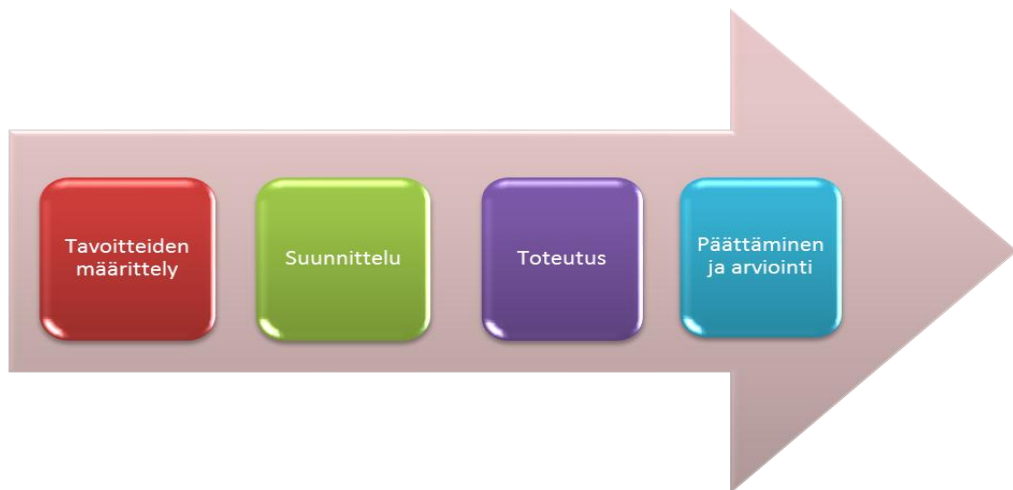 Tavoitteiden
määrittely
Suunnittelu
Toteutus
Päättäminen
ja arviointi